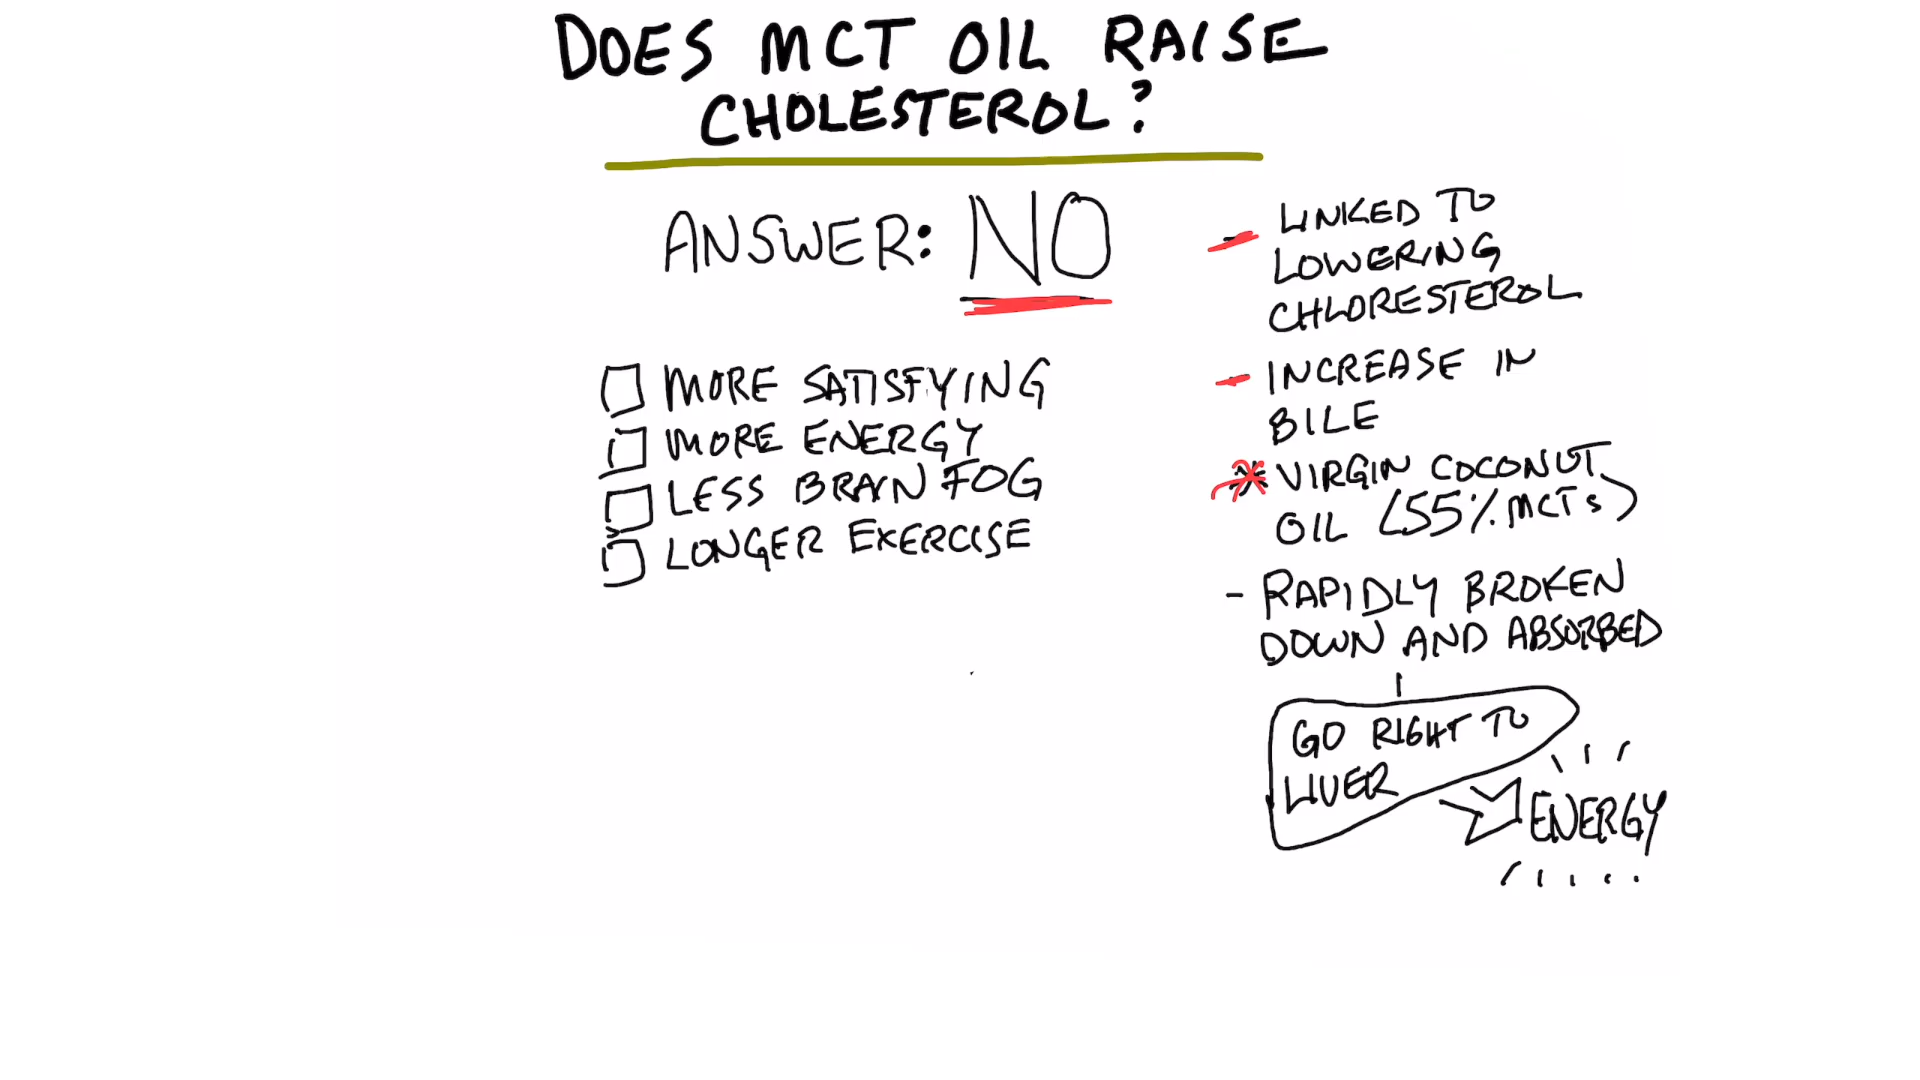 DOES MCT OIL RAISE
CHOLESTEROL?
ANSWER: NO
MORE SATISFYING
MORE ENERGY
LESS BRAIN FOG
LONGER EXERCISE
- LINKED TO
LOWERING
CHLORESTEROL
- INCREASE IN
BILE
* VIRGIN COCONUT
OIL (55% MCTs)
- RAPIDLY BROKEN
DOWN AND ABSORBED
GO RIGHT TO
LIVER
ENERGY